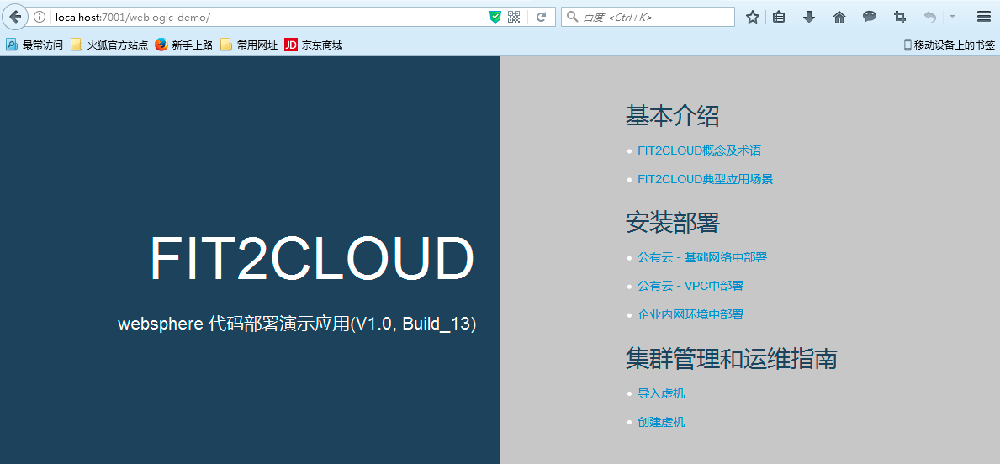 localhost:7001/weblogic-demo/
百度 <Ctrl+K>
最常访问 火狐官方站点 新手上路 常用网址 JD 京东商城 移动设备上的书签
FIT2CLOUD
websphere 代码部署演示应用(V1.0, Build_13)
基本介绍
FIT2CLOUD概念及术语
FIT2CLOUD典型应用场景
安装部署
公有云 - 基础网络中部署
公有云 - VPC中部署
企业内网环境中部署
集群管理和运维指南
导入虚机
创建虚机